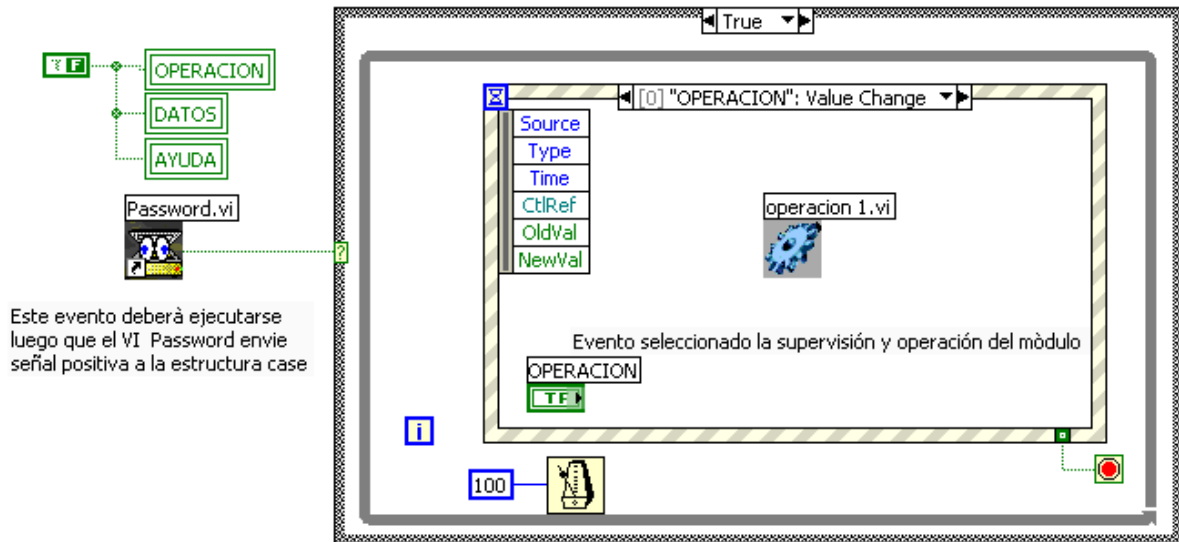 True
OPERACION
DATOS
AYUDA
F
Password.vi
?
Este evento deberà ejecutarse
luego que el VI Password envie
señal positiva a la estructura case
[0] "OPERACION": Value Change
Source
Type
Time
CtlRef
OldVal
NewVal
operacion 1.vi
Evento seleccionado la supervisión y operación del mòdulo
OPERACION
TF
i
100